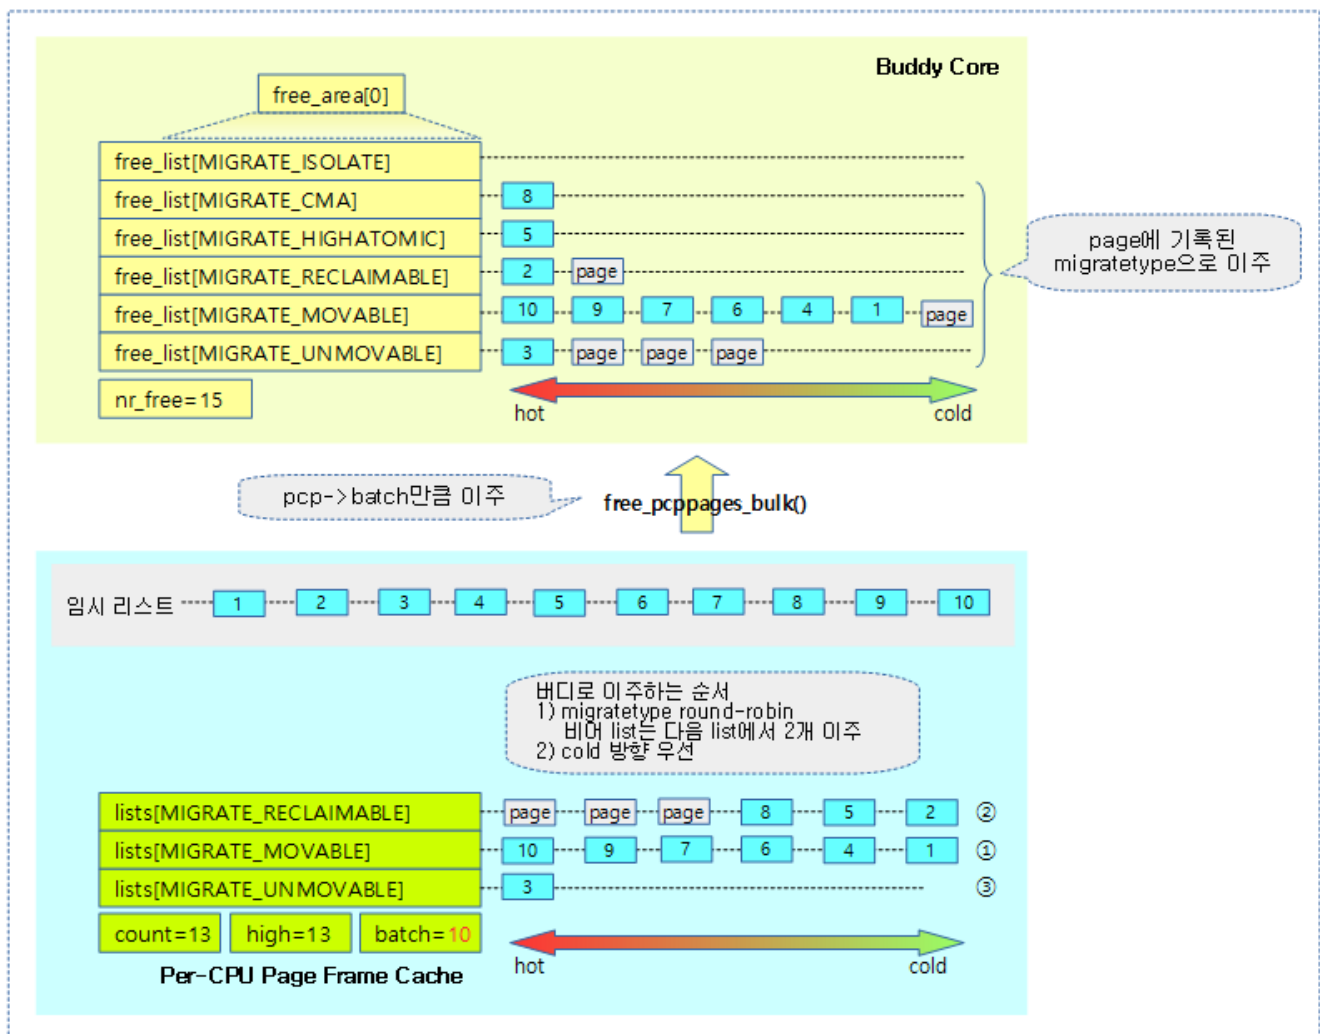 Buddy Core
free_area[0]
free_list[MIGRATE_ISOLATE]
free_list[MIGRATE_CMA] 8
free_list[MIGRATE_HIGHATOMIC] 5
free_list[MIGRATE_RECLAIMABLE] 2 page
free_list[MIGRATE_MOVABLE] 10 9 7 6 4 1 page
free_list[MIGRATE_UNMOVABLE] 3 page page page
page에 기록된
migratetype으로 이주
nr_free=15
hot cold
pcp->batch만큼 이주
free_pcppages_bulk()
임시 리스트 1 2 3 4 5 6 7 8 9 10
버디로 이주하는 순서
1) migratetype round-robin
비어 list는 다음 list에서 2개 이주
2) cold 방향 우선
lists[MIGRATE_RECLAIMABLE] page page page 8 5 2 ②
lists[MIGRATE_MOVABLE] 10 9 7 6 4 1 ①
lists[MIGRATE_UNMOVABLE] 3 ③
count=13 high=13 batch=10
hot cold
Per-CPU Page Frame Cache